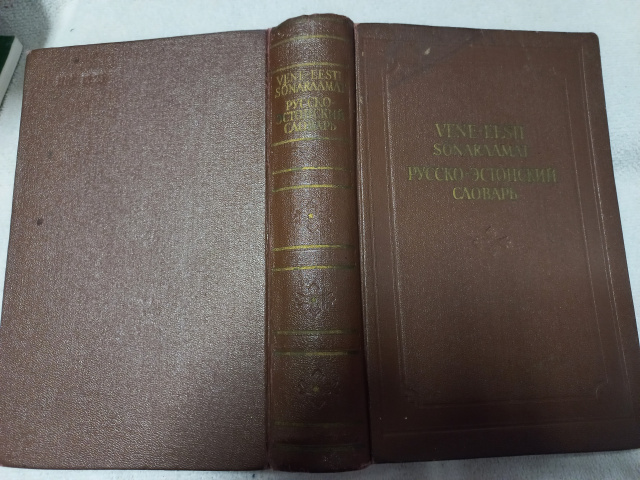 VENE-EESTI
SÕNARAAMAT
РУССКО-
ЭСТОНСКИЙ
СЛОВАРЬ
VENE-EESTI
SÕNARAAMAT
РУССКО-ЭСТОНСКИЙ
СЛОВАРЬ